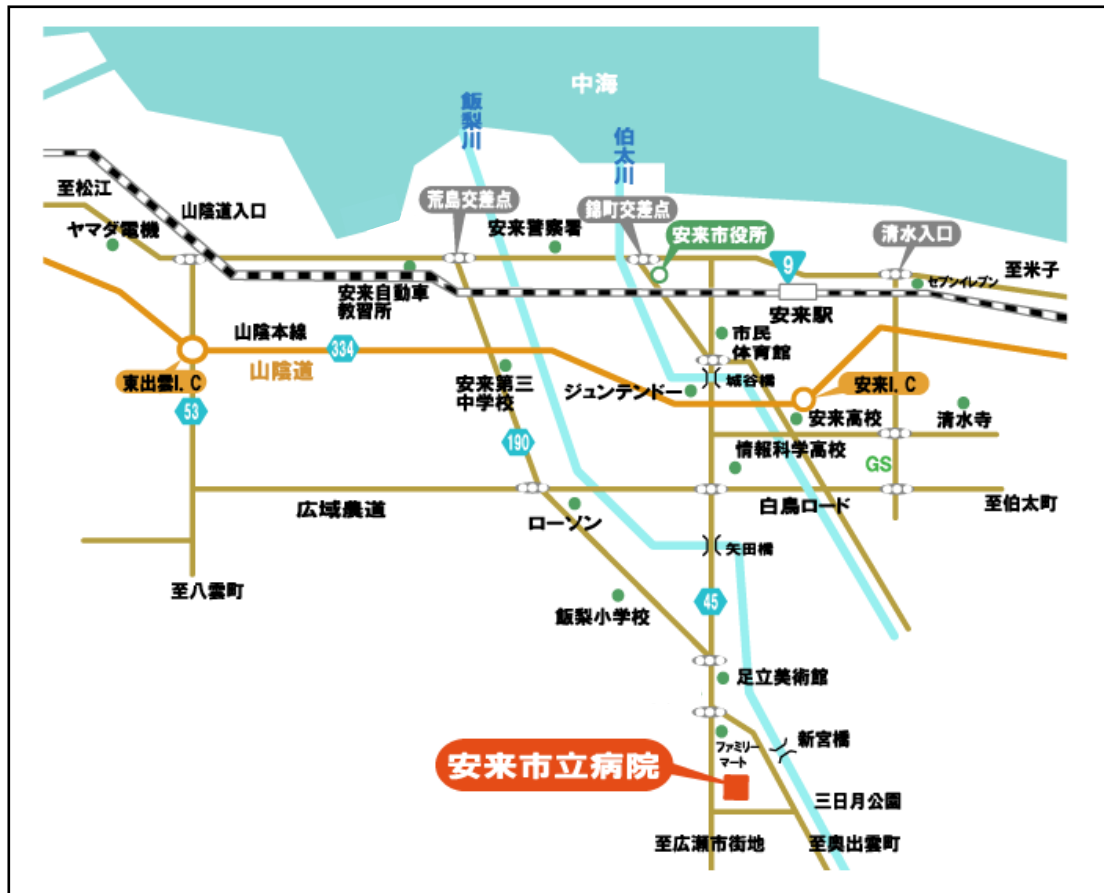 中海
飯梨川
伯太川
至松江
山陰道入口
荒島交差点
錦町交差点
ヤマダ電機
安来警察署
安来市役所
清水入口
9
至米子
セブンイレブン
安来自動車
教習所
安来駅
山陰本線
334
市民
体育館
山陰道
東出雲I.C
安来第三
中学校
ジュンテンドー
城谷橋
安来I.C
53
安来高校
清水寺
190
情報科学高校
GS
広域農道
ローソン
白鳥ロード
至伯太町
矢田橋
至八雲町
飯梨小学校
45
足立美術館
ファミリー
マート
新宮橋
安来市立病院
三日月公園
至広瀬市街地
至奥出雲町